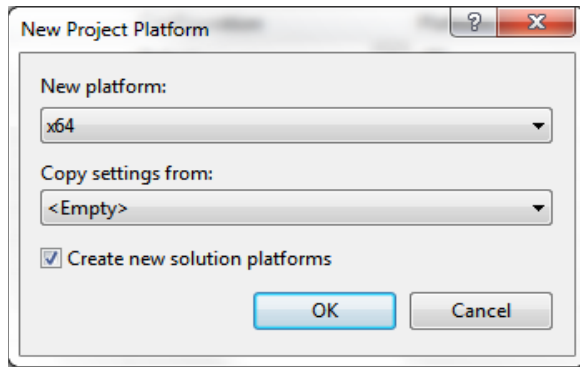 New Project Platform
New platform:
x64
Copy settings from:
<Empty>
Create new solution platforms
OK
Cancel